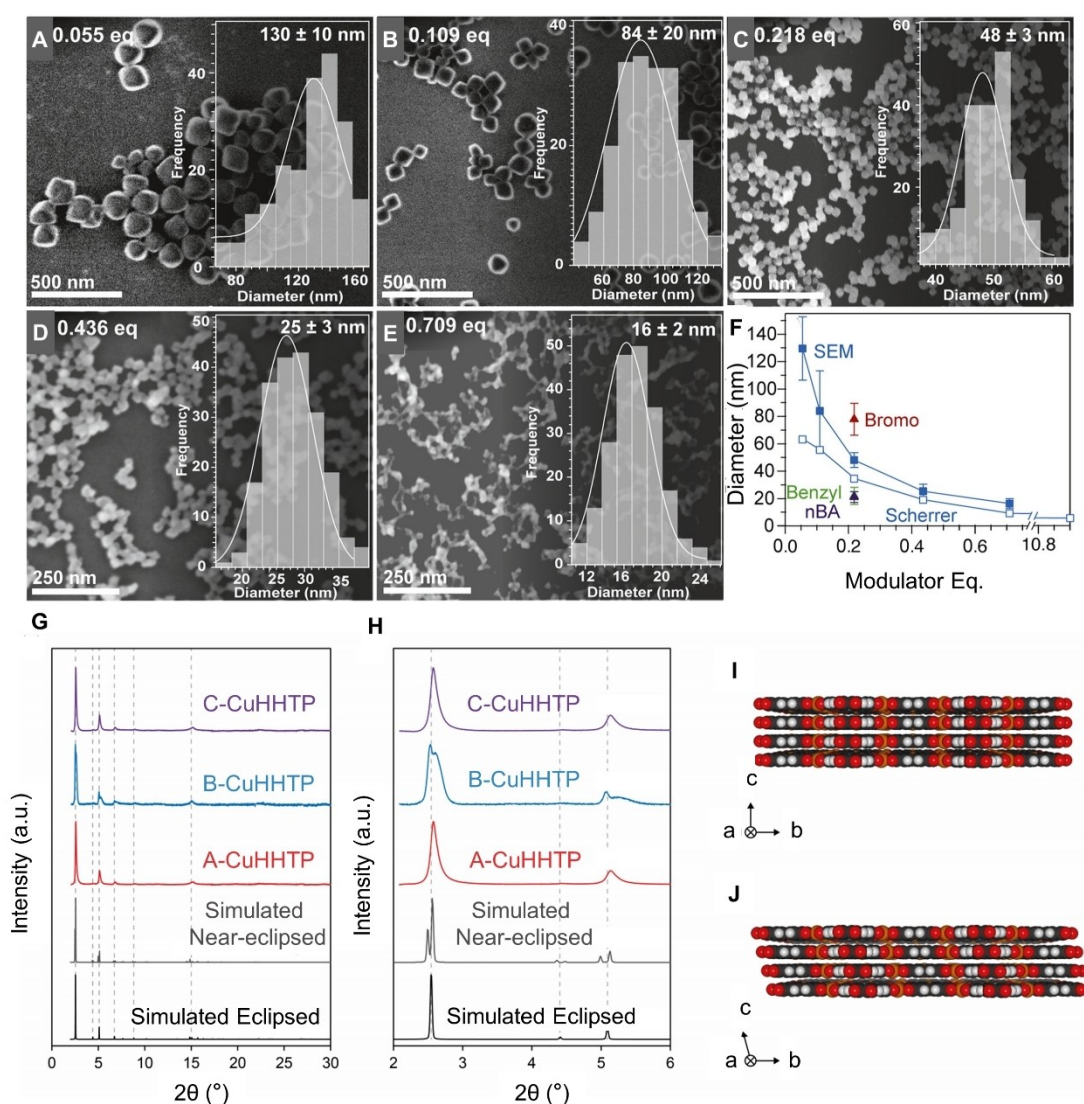 A 0.055 eq
130 ± 10 nm
Frequency
40
20
0
80 120 160
Diameter (nm)
500 nm
B 0.109 eq
84 ± 20 nm
Frequency
40
20
0
60 80 100 120
Diameter (nm)
500 nm
C 0.218 eq
48 ± 3 nm
Frequency
60
40
20
0
40 50 60
Diameter (nm)
500 nm
D 0.436 eq
25 ± 3 nm
Frequency
50
40
30
20
10
0
20 25 30 35
Diameter (nm)
250 nm
E 0.709 eq
16 ± 2 nm
Frequency
50
40
30
20
10
0
12 16 20 24
Diameter (nm)
250 nm
F
Diameter (nm)
140
120
100
80
60
40
20
0
SEM
Bromo
Benzyl
nBA
Scherrer
0.0 0.2 0.4 0.6 10.8
Modulator Eq.
G
Intensity (a.u.)
C-CuHHTP
B-CuHHTP
A-CuHHTP
Simulated
Near-eclipsed
Simulated Eclipsed
0 5 10 15 20 25 30
2θ (°)
H
Intensity (a.u.)
C-CuHHTP
B-CuHHTP
A-CuHHTP
Simulated
Near-eclipsed
Simulated Eclipsed
2 3 4 5 6
2θ (°)
I
c
a b
J
c
a b